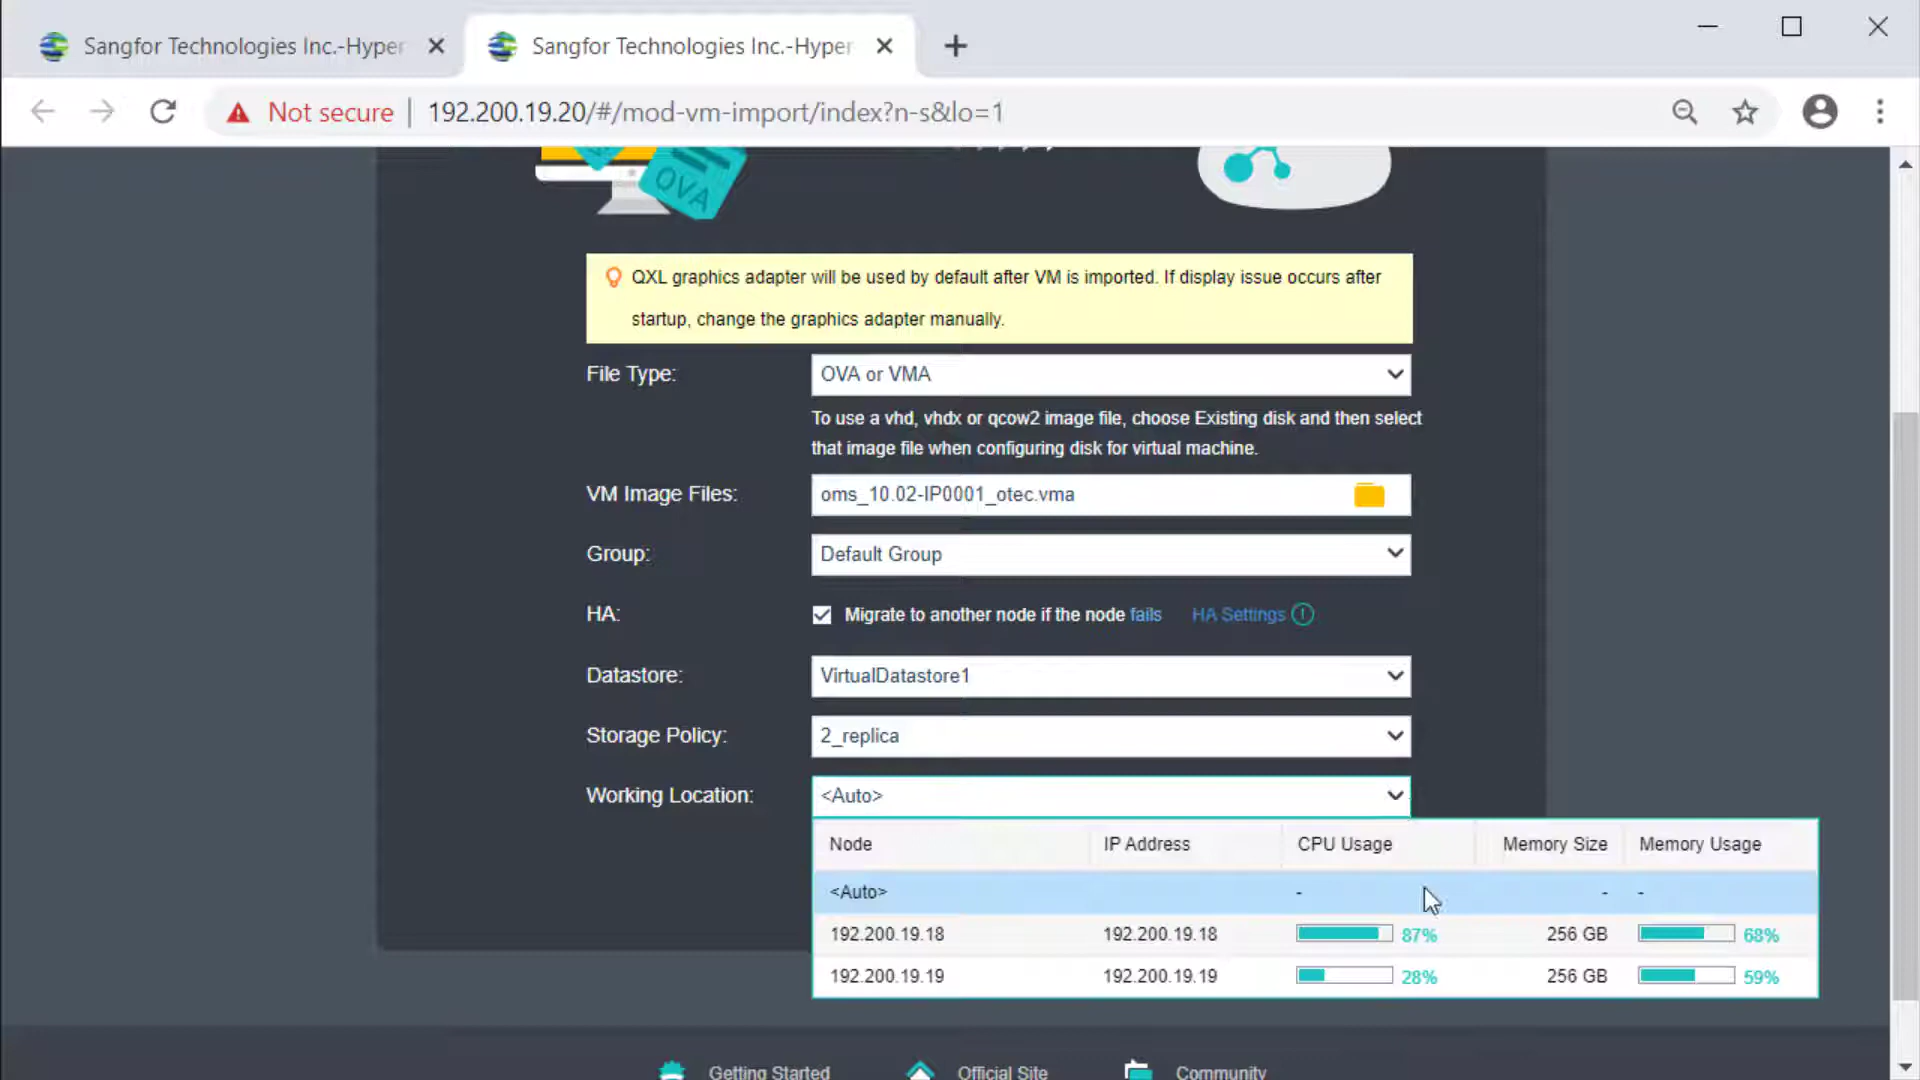 Sangfor Technologies Inc.-Hyper
Sangfor Technologies Inc.-Hyper
Not secure
192.200.19.20/#/mod-vm-import/index?n-s&lo=1
OVA
QXL graphics adapter will be used by default after VM is imported. If display issue occurs after
startup, change the graphics adapter manually.
File Type:
OVA or VMA
To use a vhd, vhdx or qcow2 image file, choose Existing disk and then select
that image file when configuring disk for virtual machine.
VM Image Files:
oms_10.02-IP0001_otec.vma
Group:
Default Group
HA:
Migrate to another node if the node fails
HA Settings
Datastore:
VirtualDatastore1
Storage Policy:
2_replica
Working Location:
<Auto>
Node IP Address CPU Usage Memory Size Memory Usage
<Auto> - - -
192.200.19.18 192.200.19.18 87% 256 GB 68%
192.200.19.19 192.200.19.19 28% 256 GB 59%
Getting Started Official Site Community